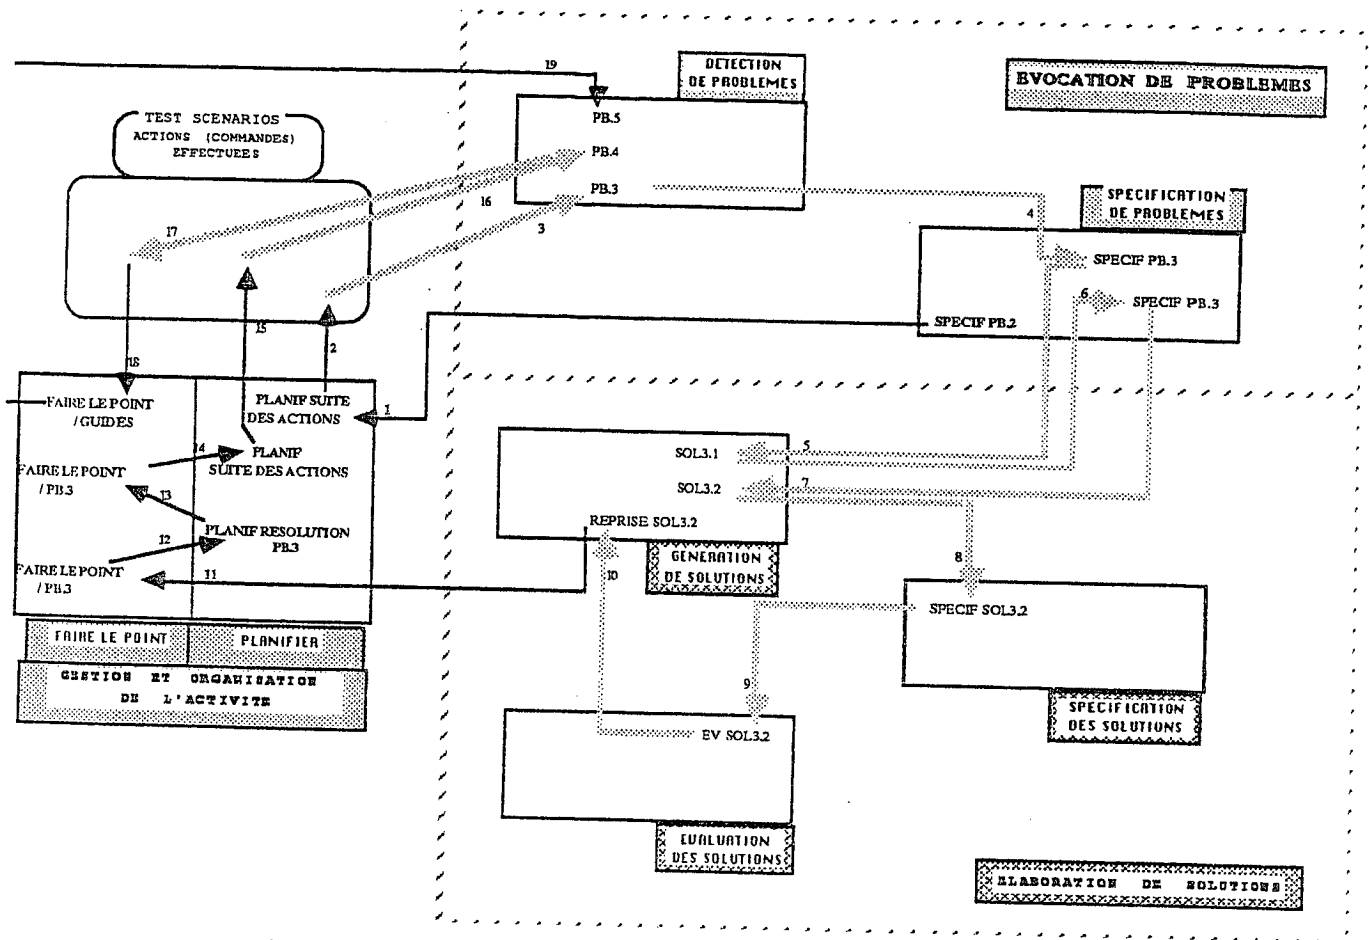 19
DETECTION
DE PROBLEMES
EVOCATION DE PROBLEMES
TEST SCENARIOS
ACTIONS (COMMANDES)
EFFECTUEES
PB.5
PB.4
PB.3
16
17
3
4
SPECIFICATION
DE PROBLEMES
SPECIF PB.3
6
SPECIF PB.3
SPECIF PB.2
15
2
18
FAIRE LE POINT
/GUIDES
PLANIF SUITE
DES ACTIONS
1
14
PLANIF
SUITE DES ACTIONS
FAIRE LE POINT
/PB.3
13
PLANIF RESOLUTION
PB.3
12
FAIRE LE POINT
/PB.3
11
FAIRE LE POINT
PLANIFIER
GESTION ET ORGANISATION
DE L'ACTIVITE
SOL3.1
5
SOL3.2
7
REPRISE SOL3.2
GENERATION
DE SOLUTIONS
10
8
SPECIF SOL3.2
9
SPECIFICATION
DES SOLUTIONS
EV SOL3.2
EVALUATION
DES SOLUTIONS
ELABORATION DE SOLUTIONS